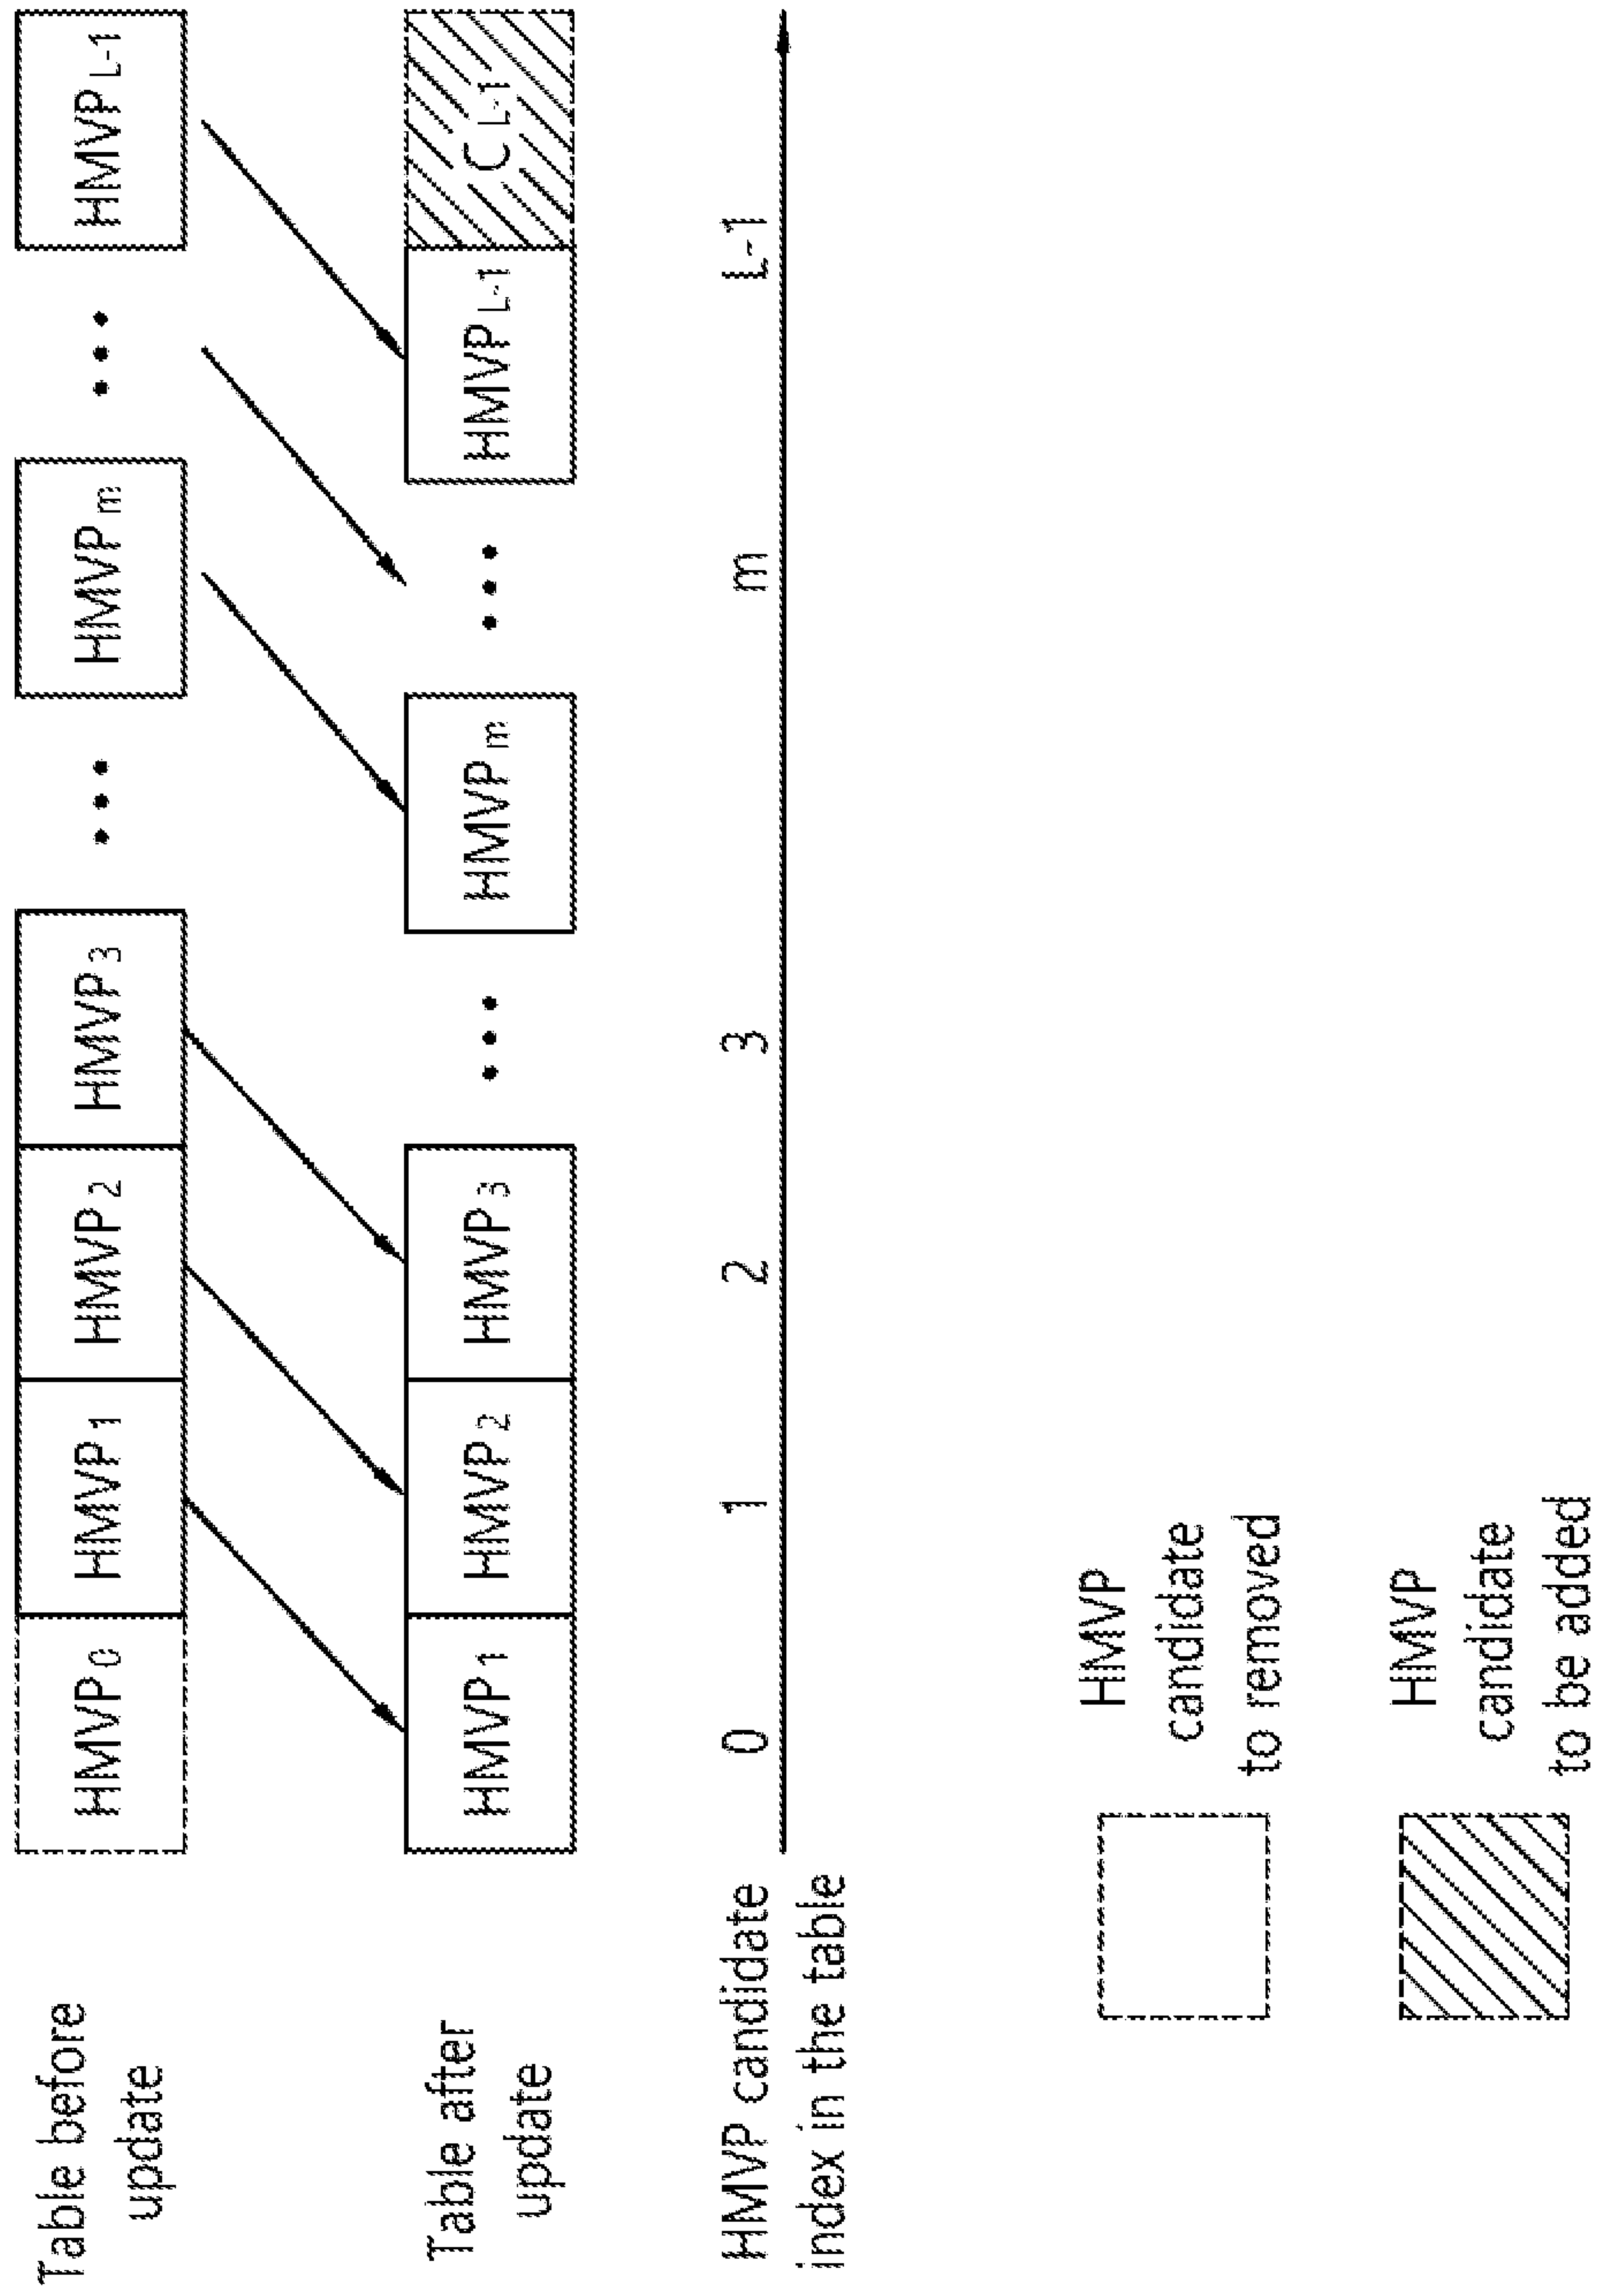 Table before
update
HMVP0 HMVP1 HMVP2 HMVP3 ••• HMVPm ••• HMVPL-1
Table after
update
HMVP1 HMVP2 HMVP3 ••• HMVPm ••• HMVPL-1 CL-1
HMVP candidate
index in the table
0 1 2 3 m L-1
HMVP
candidate
to removed
HMVP
candidate
to be added